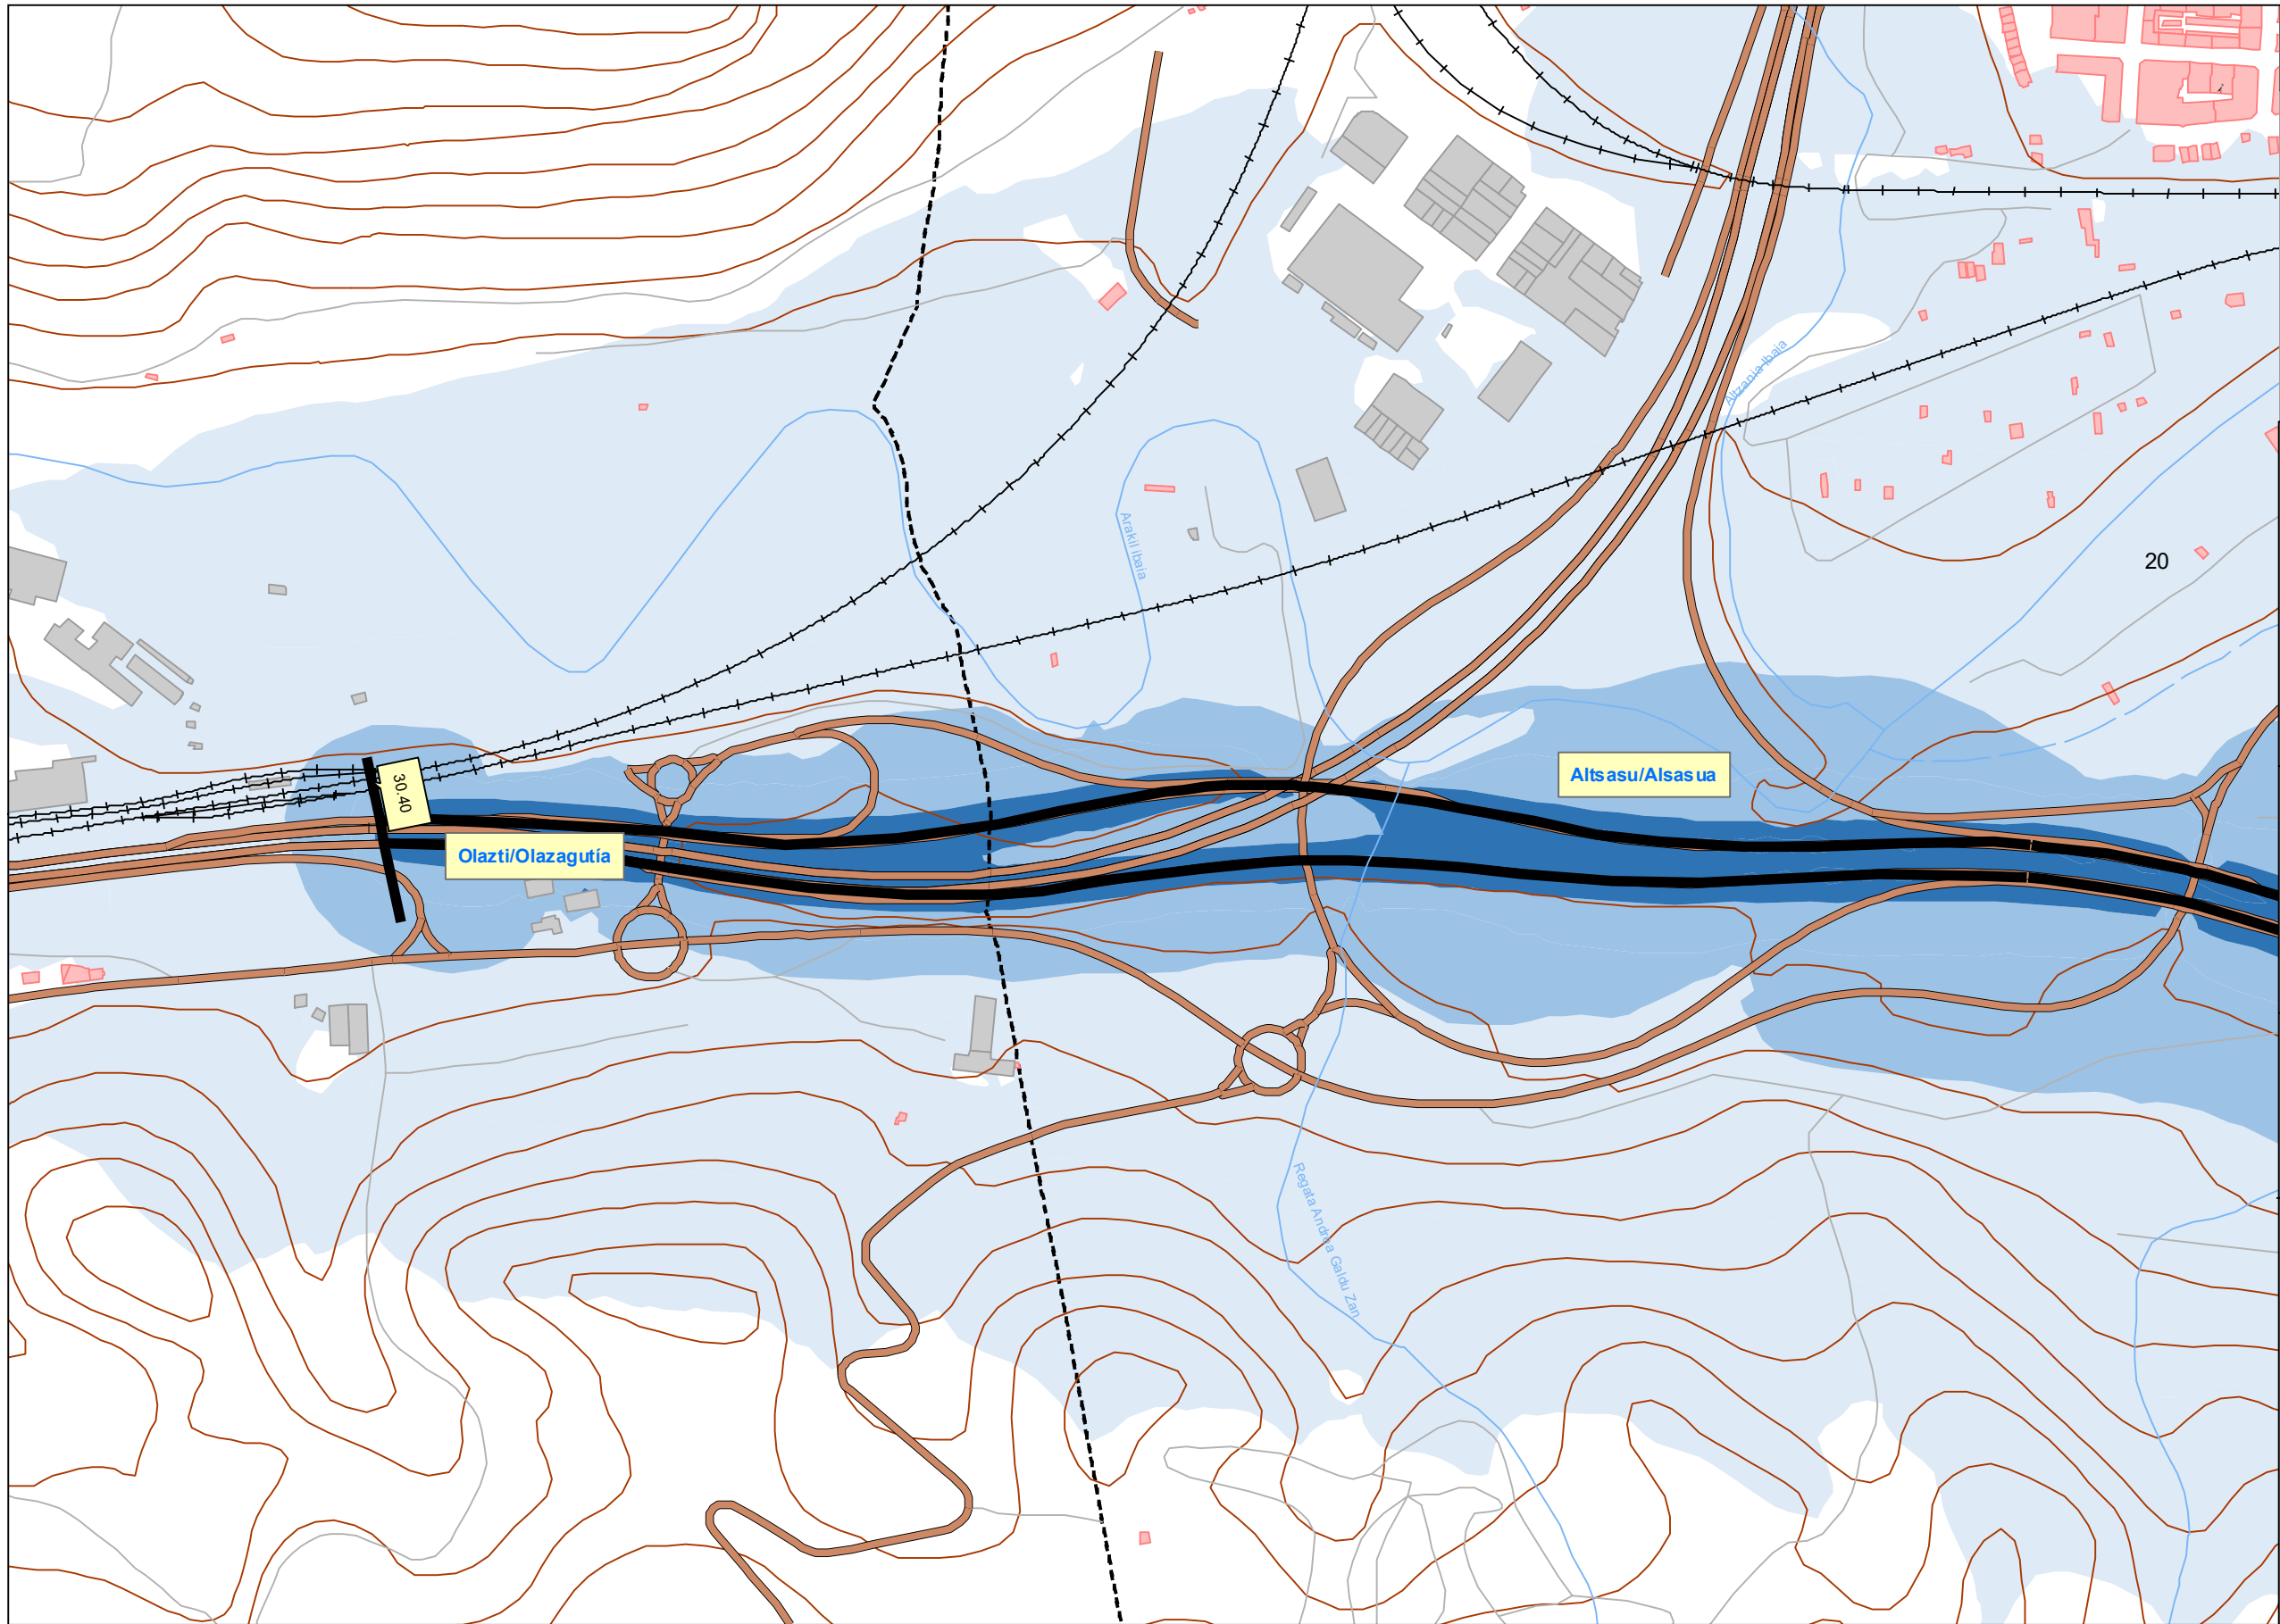 Altzania Ibaia
Arakil ibaia
20
Altsasu/Alsasua
30.40
Olazti/Olazagutía
Regata Andrea Galdu Zan